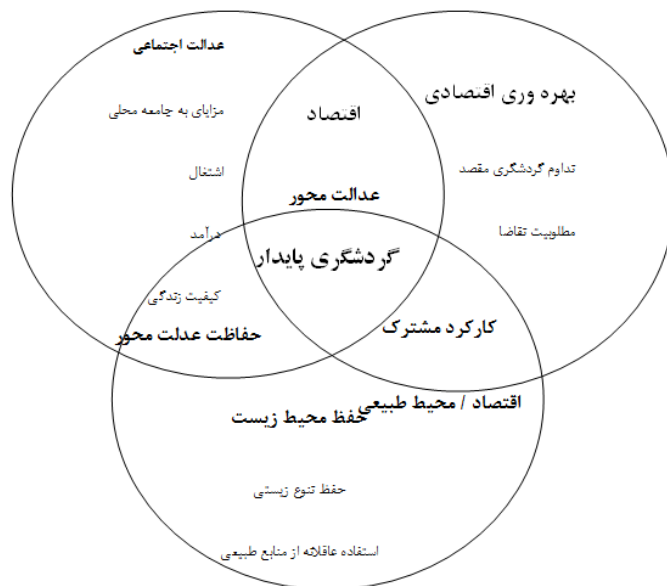 عدالت اجتماعی
مزایای به جامعه محلی
اشتغال
درآمد
کیفیت زندگی
اقتصاد
عدالت محور
بهره وری اقتصادی
تداوم گردشگری مقصد
مطلوبیت تقاضا
گردشگری پایدار
حفاظت عدلت محور
کارکرد مشترک
اقتصاد / محیط طبیعی
حفظ محیط زیست
حفظ تنوع زیستی
استفاده عاقلانه از منابع طبیعی